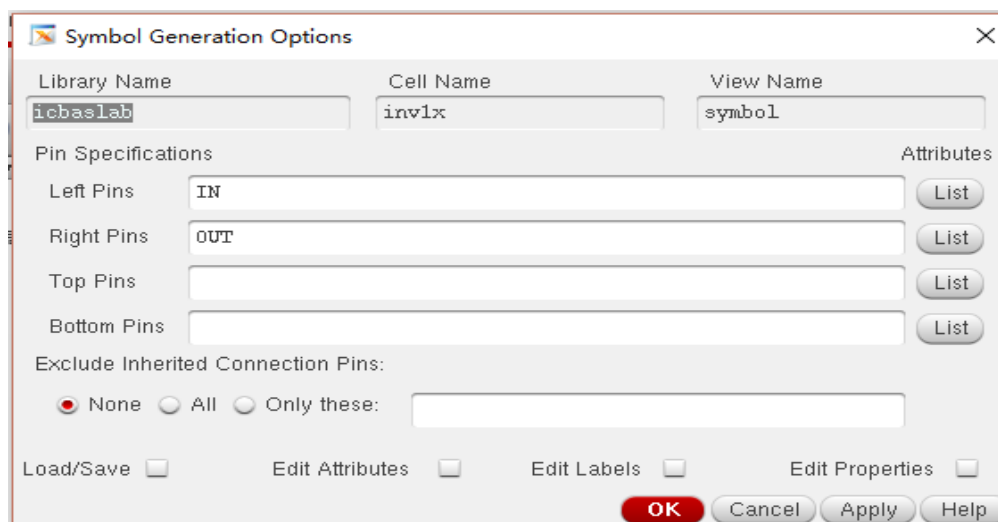 Symbol Generation Options
Library Name Cell Name View Name
icbaslab inv1x symbol
Pin Specifications Attributes
Left Pins IN List
Right Pins OUT List
Top Pins List
Bottom Pins List
Exclude Inherited Connection Pins:
None All Only these:
Load/Save Edit Attributes Edit Labels Edit Properties
OK Cancel Apply Help